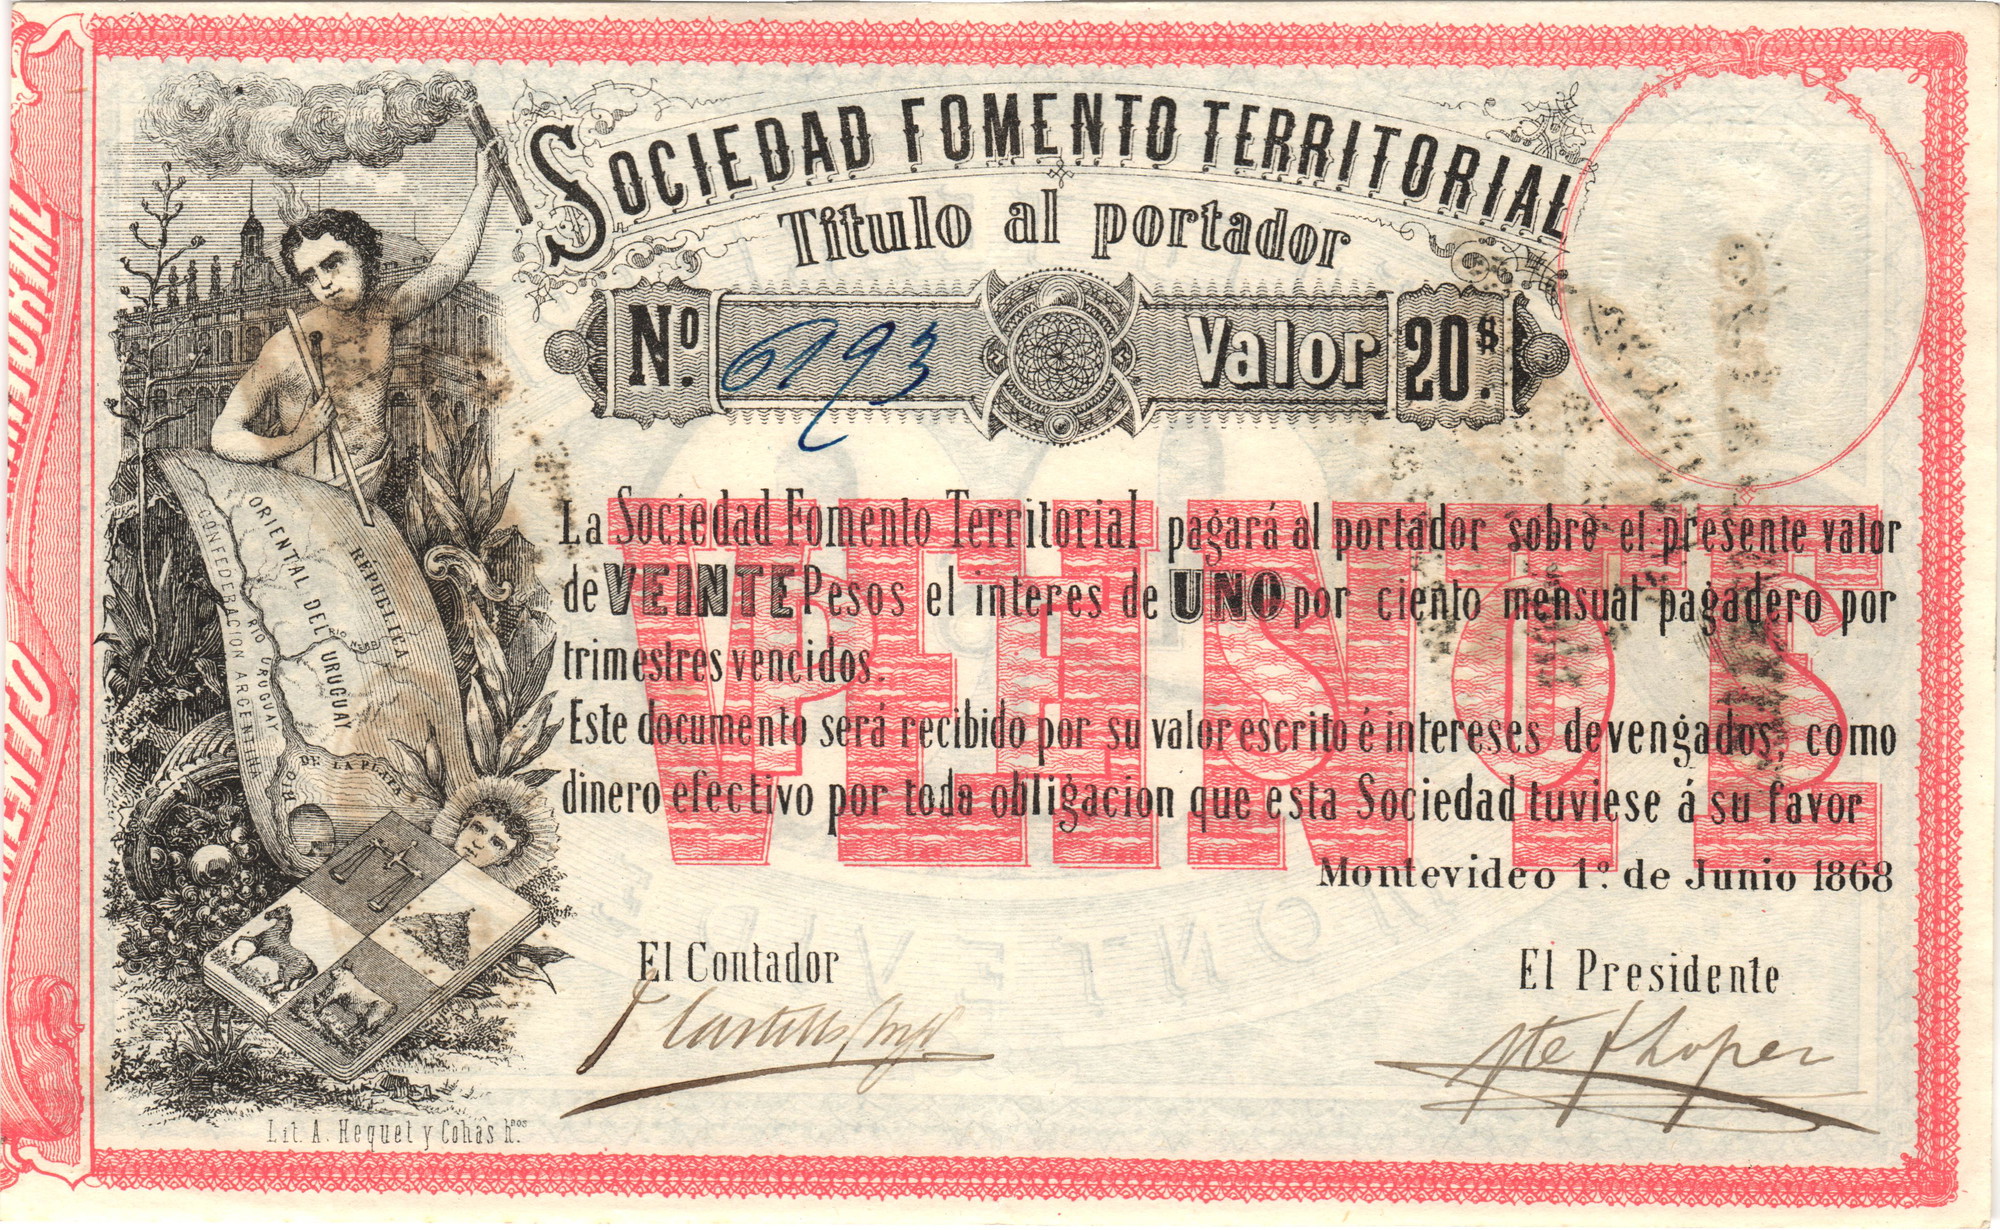 SOCIEDAD FOMENTO TERRITORIAL
Título al portador
Nº. 6193 Valor 20.$
La Sociedad Fomento Territorial pagará al portador sobre el presente valor
de VEINTE Pesos el interes de UNO por ciento mensual pagadero por
trimestres vencidos.
Este documento será recibido por su valor escrito é intereses devengados, como
dinero efectivo por toda obligacion que esta Sociedad tuviese á su favor
VEINTE
PESOS
Montevideo 1º. de Junio 1868
El Contador
El Presidente
Lopez
REPUBLICA
ORIENTAL DEL URUGUAY
CONFEDERACION ARGENTINA
RIO URUGUAY
RIO DE LA PLATA
Lit. A. Hequet y Cohas hºs